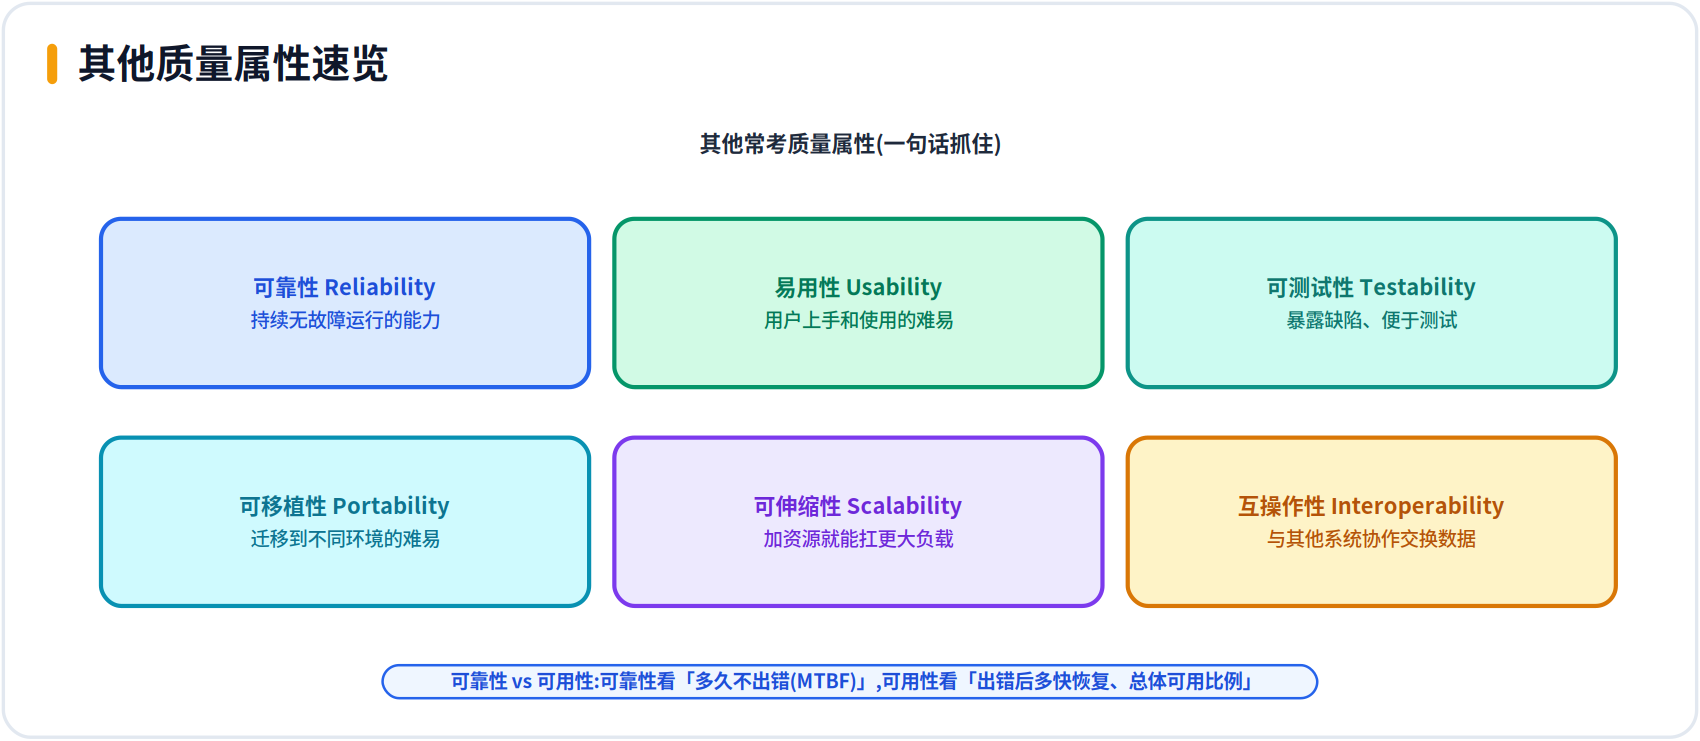 其他质量属性速览
其他常考质量属性(一句话抓住)
可靠性 Reliability
持续无故障运行的能力
易用性 Usability
用户上手和使用的难易
可测试性 Testability
暴露缺陷、便于测试
可移植性 Portability
迁移到不同环境的难易
可伸缩性 Scalability
加资源就能扛更大负载
互操作性 Interoperability
与其他系统协作交换数据
可靠性 vs 可用性:可靠性看「多久不出错(MTBF)」,可用性看「出错后多快恢复、总体可用比例」